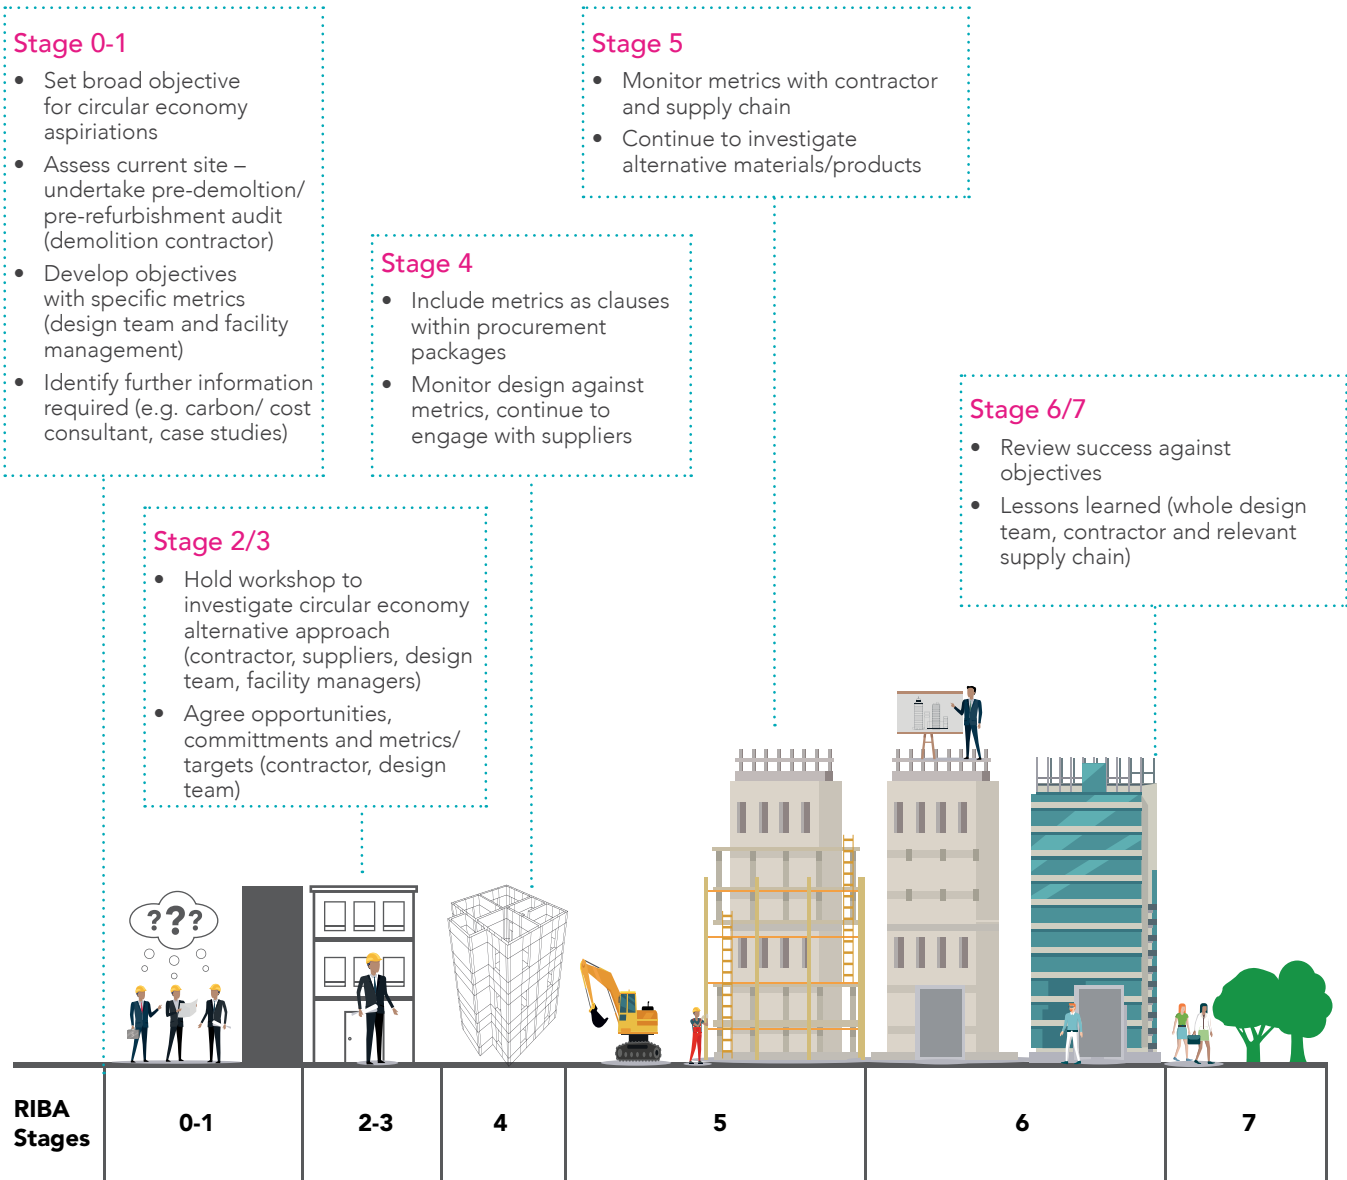 Stage 0-1
• Set broad objective
for circular economy
aspiriations
• Assess current site –
undertake pre-demoltion/
pre-refurbishment audit
(demolition contractor)
• Develop objectives
with specific metrics
(design team and facility
management)
• Identify further information
required (e.g. carbon/ cost
consultant, case studies)
Stage 2/3
• Hold workshop to
investigate circular economy
alternative approach
(contractor, suppliers, design
team, facility managers)
• Agree opportunities,
committments and metrics/
targets (contractor, design
team)
Stage 4
• Include metrics as clauses
within procurement
packages
• Monitor design against
metrics, continue to
engage with suppliers
Stage 5
• Monitor metrics with contractor
and supply chain
• Continue to investigate
alternative materials/products
Stage 6/7
• Review success against
objectives
• Lessons learned (whole design
team, contractor and relevant
supply chain)
???
RIBA
Stages
0-1
2-3
4
5
6
7